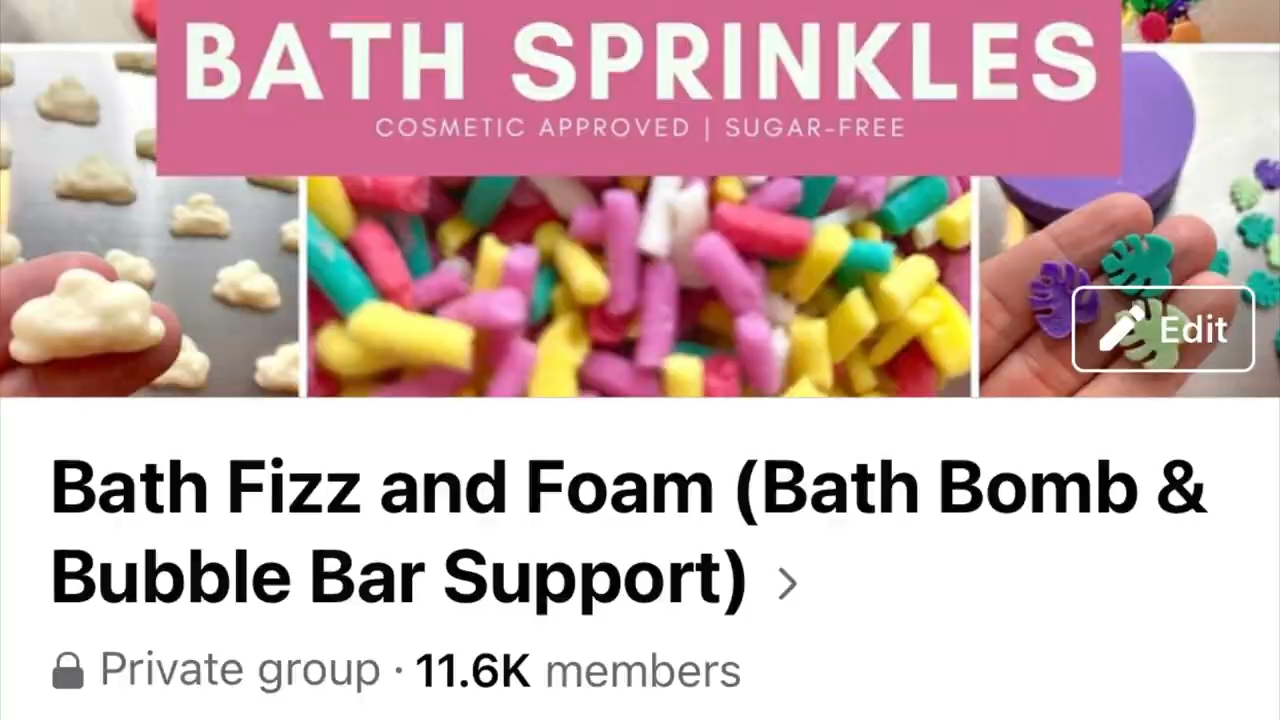 BATH SPRINKLES
COSMETIC APPROVED | SUGAR-FREE
Edit
Bath Fizz and Foam (Bath Bomb &
Bubble Bar Support) >
Private group · 11.6K members